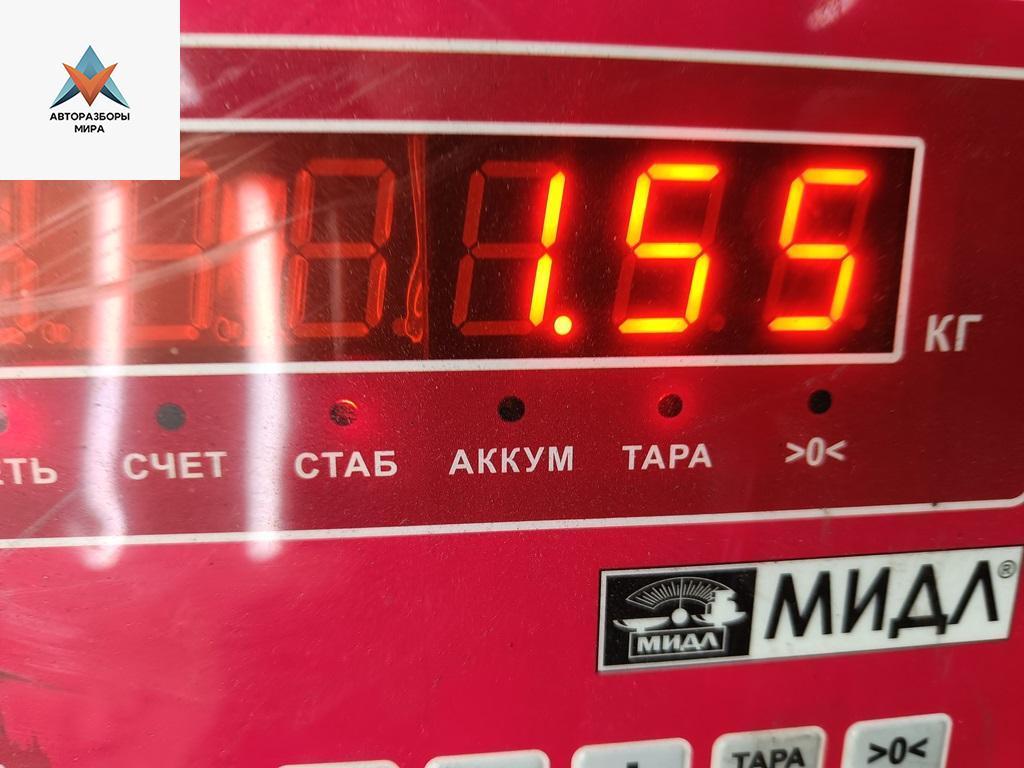 АВТОРАЗБОРЫ
МИРА
1.55
КГ
СЧЕТ СТАБ АККУМ ТАРА >0<
МИДЛ МИДЛ®
ТАРА >0<